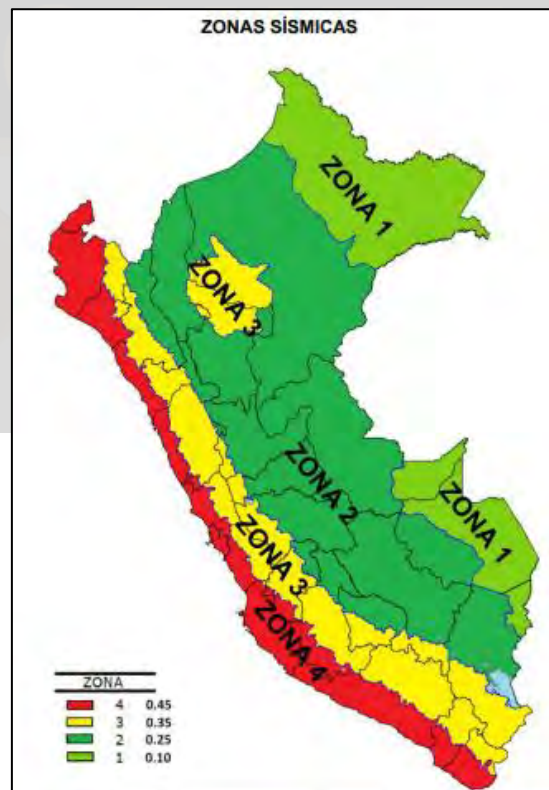 ZONAS SÍSMICAS
ZONA 1
ZONA 3
ZONA 2
ZONA 1
ZONA 3
ZONA 4
ZONA
4 0.45
3 0.35
2 0.25
1 0.10